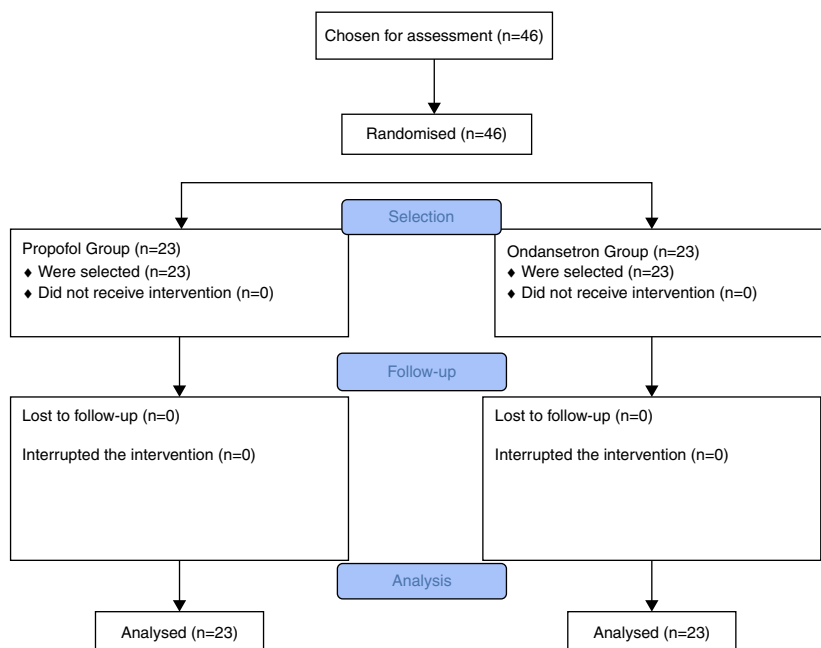 Chosen for assessment (n=46)
Randomised (n=46)
Selection
Propofol Group (n=23)
♦ Were selected (n=23)
♦ Did not receive intervention (n=0)
Ondansetron Group (n=23)
♦ Were selected (n=23)
♦ Did not receive intervention (n=0)
Follow-up
Lost to follow-up (n=0)
Interrupted the intervention (n=0)
Lost to follow-up (n=0)
Interrupted the intervention (n=0)
Analysis
Analysed (n=23)
Analysed (n=23)